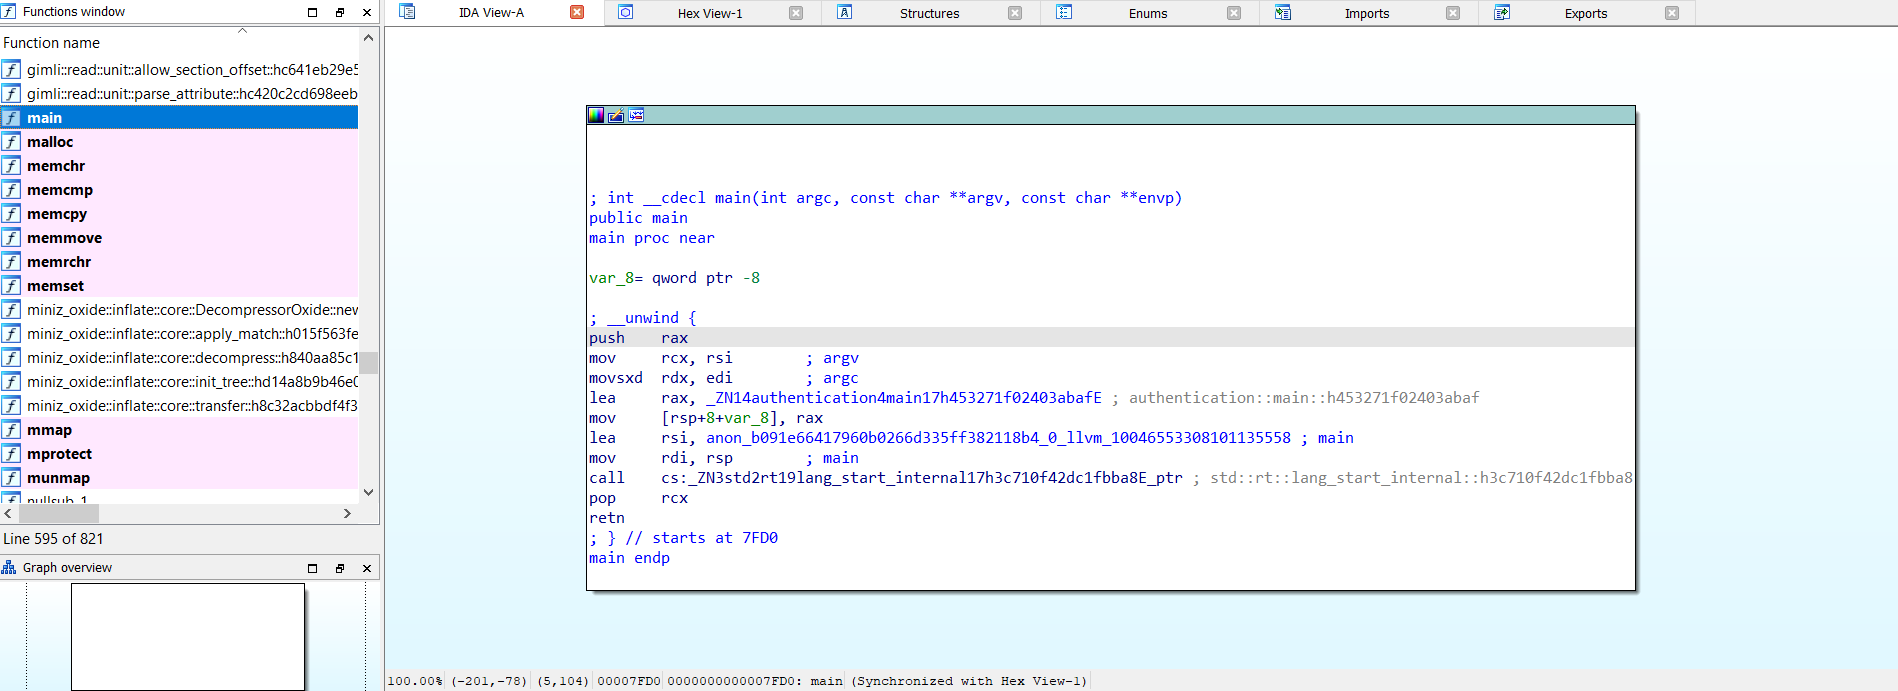 Functions window
IDA View-A
Hex View-1
Structures
Enums
Imports
Exports
Function name
gimli::read::unit::allow_section_offset::hc641eb29e5
gimli::read::unit::parse_attribute::hc420c2cd698eeb
main
malloc
memchr
memcmp
memcpy
memmove
memrchr
memset
miniz_oxide::inflate::core::DecompressorOxide::nev
miniz_oxide::inflate::core::apply_match::h015f563fe
miniz_oxide::inflate::core::decompress::h840aa85c1
miniz_oxide::inflate::core::init_tree::hd14a8b9b46e0
miniz_oxide::inflate::core::transfer::h8c32acbbdf4f3
mmap
mprotect
munmap
nullsub_1
Line 595 of 821
Graph overview
; int __cdecl main(int argc, const char **argv, const char **envp)
public main
main proc near
var_8= qword ptr -8
; __unwind {
push rax
mov rcx, rsi ; argv
movsxd rdx, edi ; argc
lea rax, _ZN14authentication4main17h453271f02403abafE ; authentication::main::h453271f02403abaf
mov [rsp+8+var_8], rax
lea rsi, anon_b091e66417960b0266d335ff382118b4_0_llvm_10046553308101135558 ; main
mov rdi, rsp ; main
call cs:_ZN3std2rt19lang_start_internal17h3c710f42dc1fbba8E_ptr ; std::rt::lang_start_internal::h3c710f42dc1fbba8
pop rcx
retn
; } // starts at 7FD0
main endp
100.00% (-201,-78) (5,104) 00007FD0 0000000000007FD0: main (Synchronized with Hex View-1)